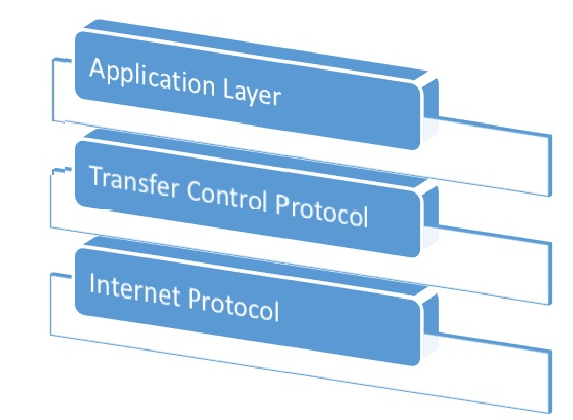 Application Layer
Transfer Control Protocol
Internet Protocol